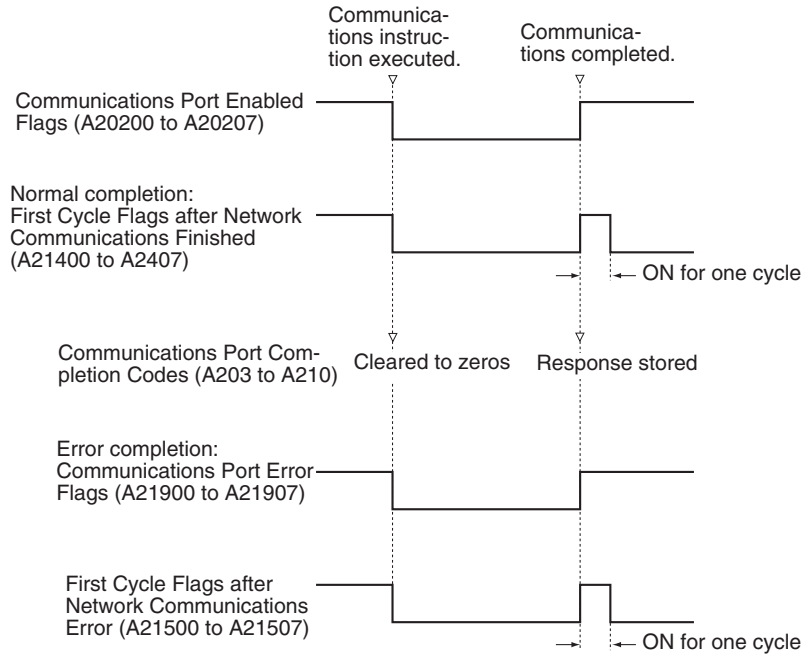 Communica-
tions instruc-
tion executed.
Communica-
tions completed.
Communications Port Enabled
Flags (A20200 to A20207)
Normal completion:
First Cycle Flags after Network
Communications Finished
(A21400 to A2407)
ON for one cycle
Communications Port Com-
pletion Codes (A203 to A210)
Cleared to zeros
Response stored
Error completion:
Communications Port Error
Flags (A21900 to A21907)
First Cycle Flags after
Network Communications
Error (A21500 to A21507)
ON for one cycle